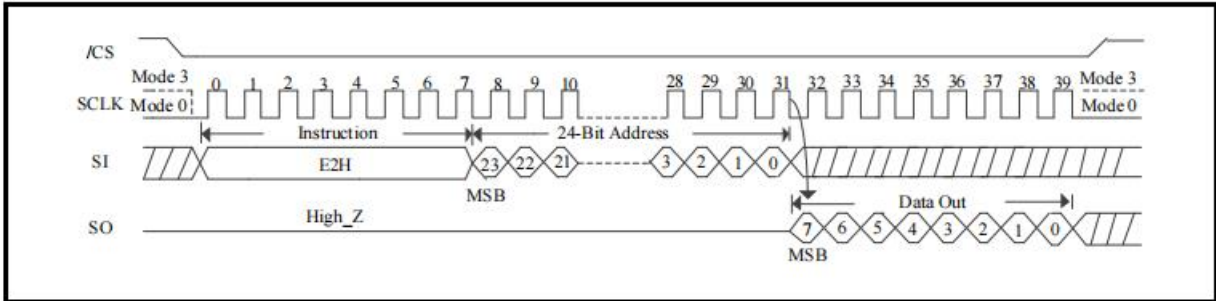 /CS
Mode 3 0 1 2 3 4 5 6 7 8 9 10 28 29 30 31 32 33 34 35 36 37 38 39 Mode 3
SCLK Mode 0 Mode 0
Instruction 24-Bit Address
SI E2H 23 22 21 3 2 1 0
MSB
High_Z Data Out
SO 7 6 5 4 3 2 1 0
MSB